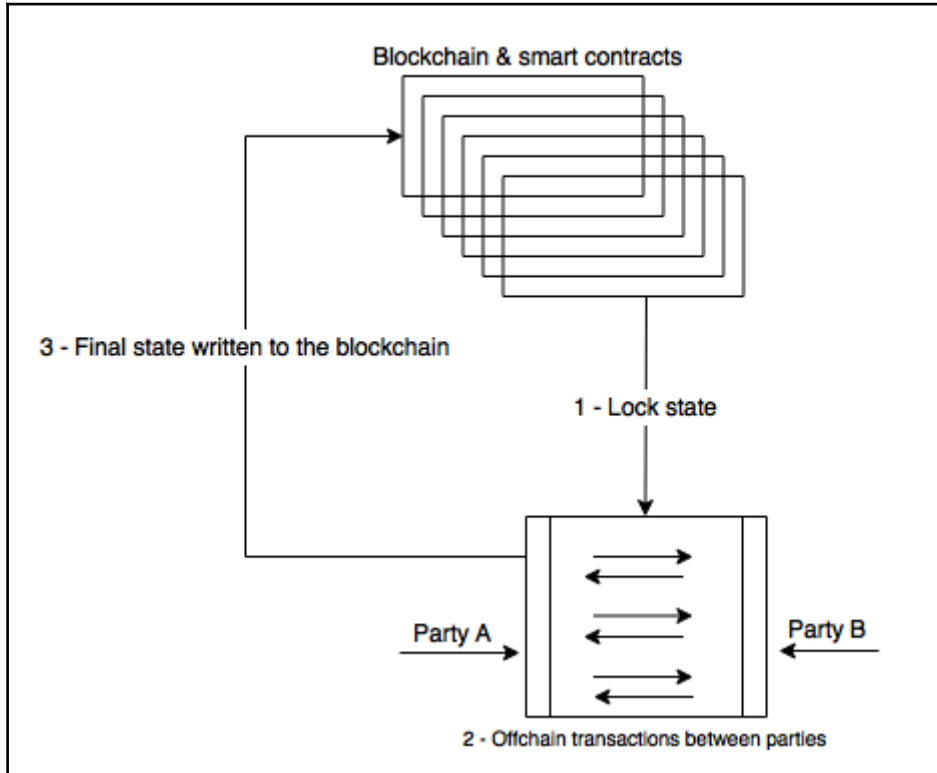 Blockchain & smart contracts
3 - Final state written to the blockchain
1 - Lock state
Party A
Party B
2 - Offchain transactions between parties